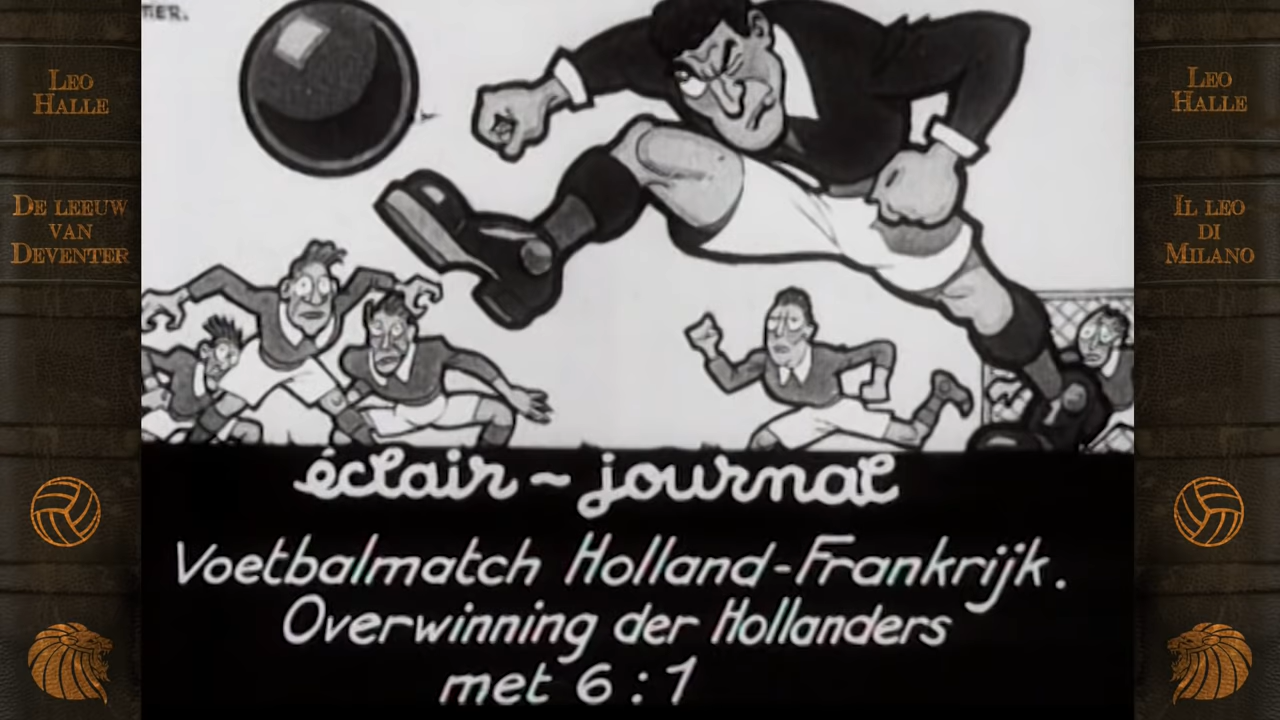 LEO
HALLE
DE LEEUW
VAN
DEVENTER
LEO
HALLE
IL LEO
DI
MILANO
éclair ~ journal
Voetbalmatch Holland-Frankrijk.
Overwinning der Hollanders
met 6:1